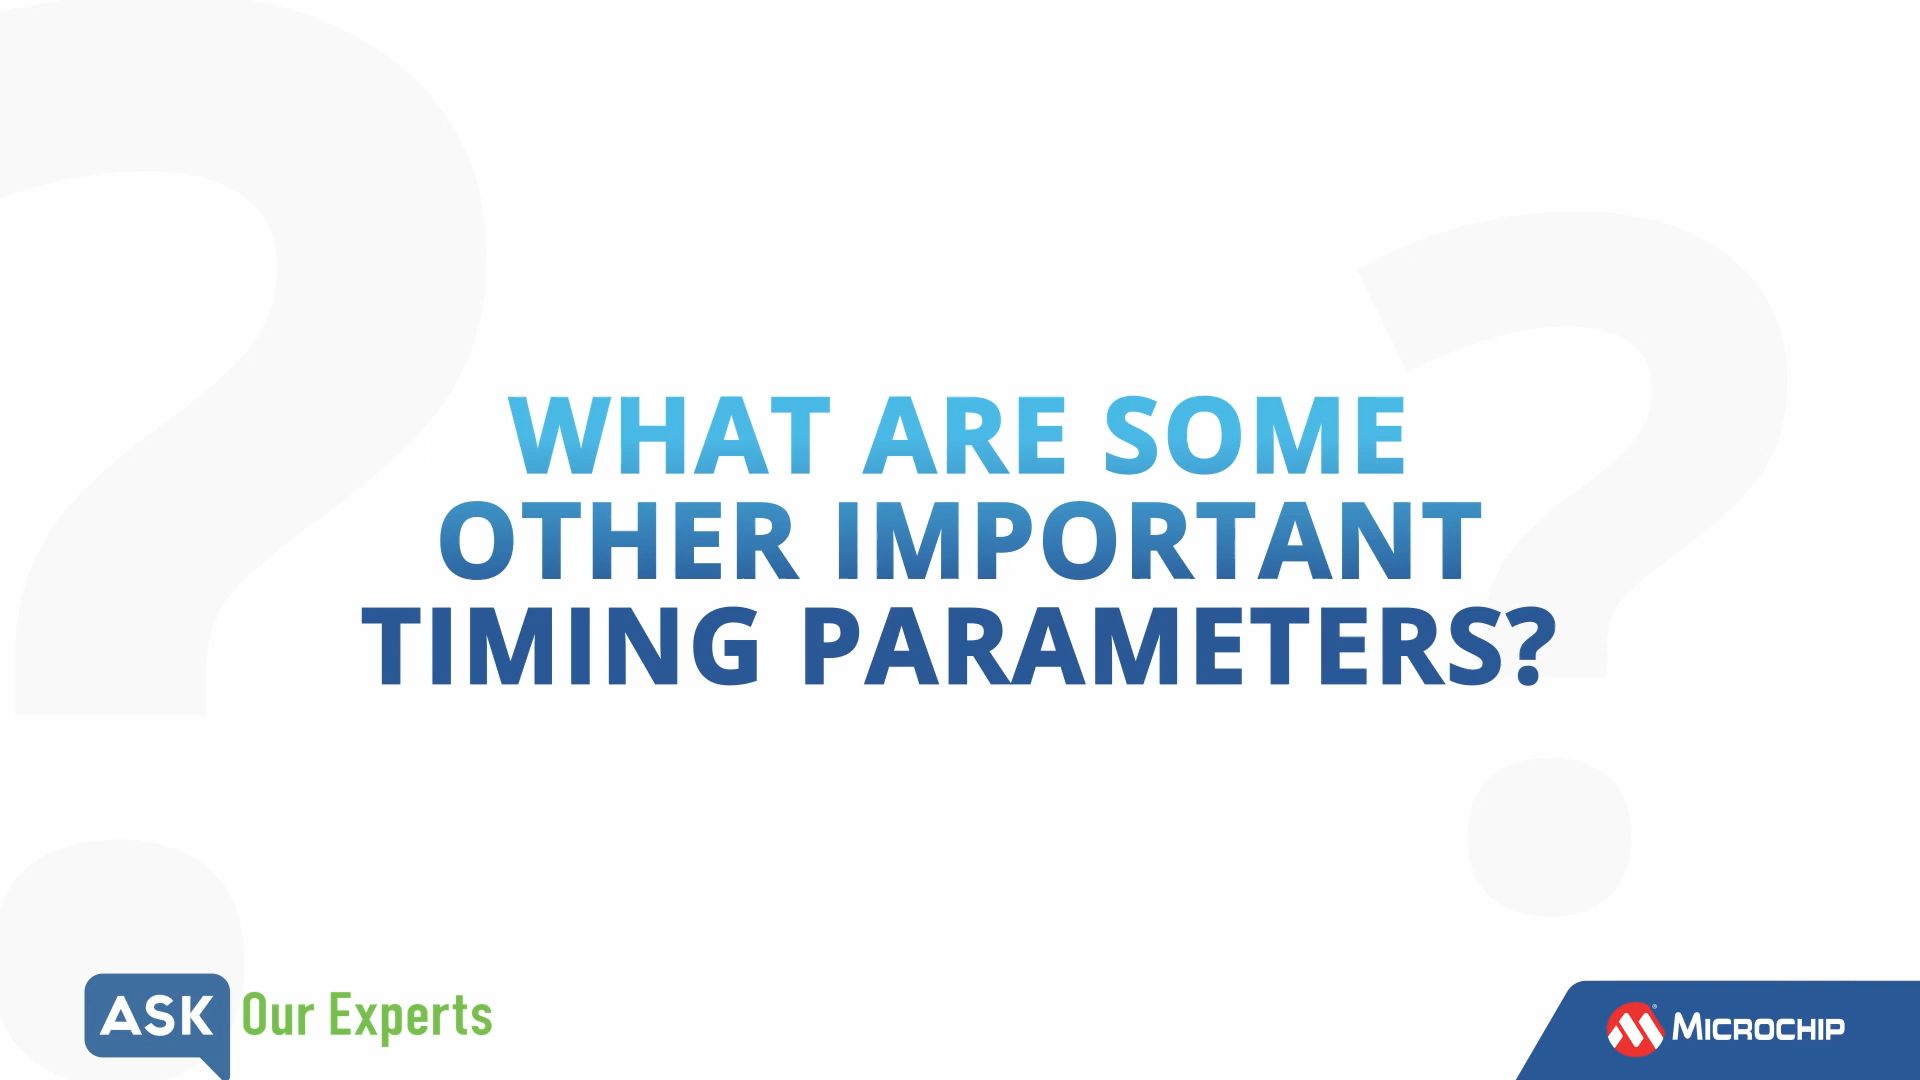 WHAT ARE SOME
OTHER IMPORTANT
TIMING PARAMETERS?
ASK Our Experts
MICROCHIP